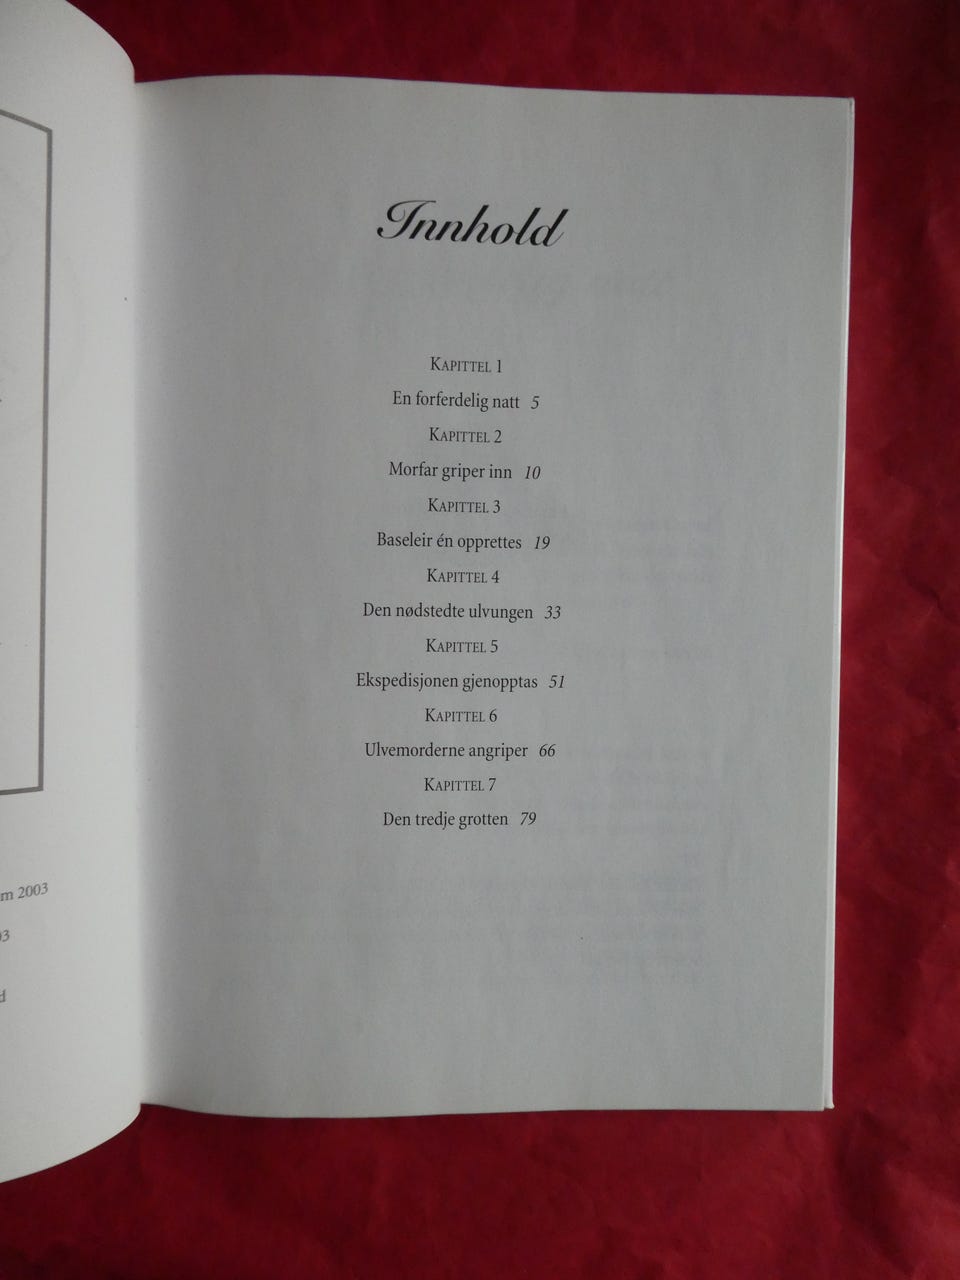 m 2003
03
d
Innhold
KAPITTEL 1
En forferdelig natt 5
KAPITTEL 2
Morfar griper inn 10
KAPITTEL 3
Baseleir én opprettes 19
KAPITTEL 4
Den nødstedte ulvungen 33
KAPITTEL 5
Ekspedisjonen gjenopptas 51
KAPITTEL 6
Ulvemorderne angriper 66
KAPITTEL 7
Den tredje grotten 79